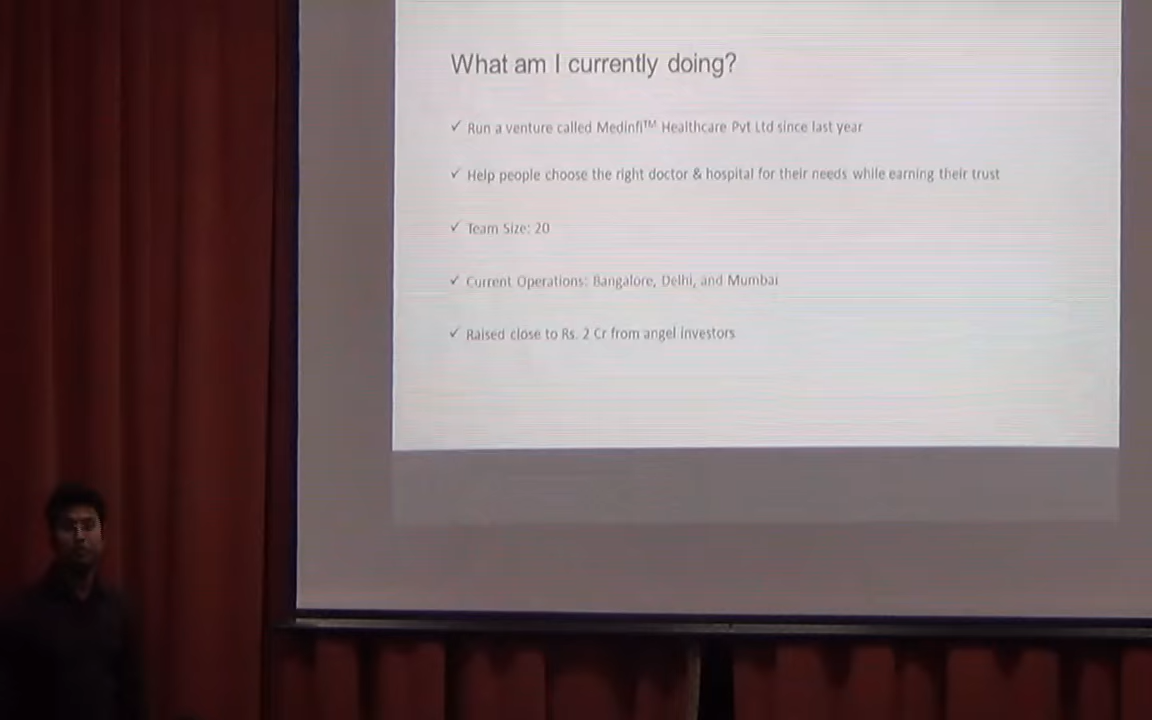 What am I currently doing?
✓ Run a venture called Medinfi™ Healthcare Pvt Ltd since last year
✓ Help people choose the right doctor & hospital for their needs while earning their trust
✓ Team Size: 20
✓ Current Operations: Bangalore, Delhi, and Mumbai
✓ Raised close to Rs. 2 Cr from angel investors